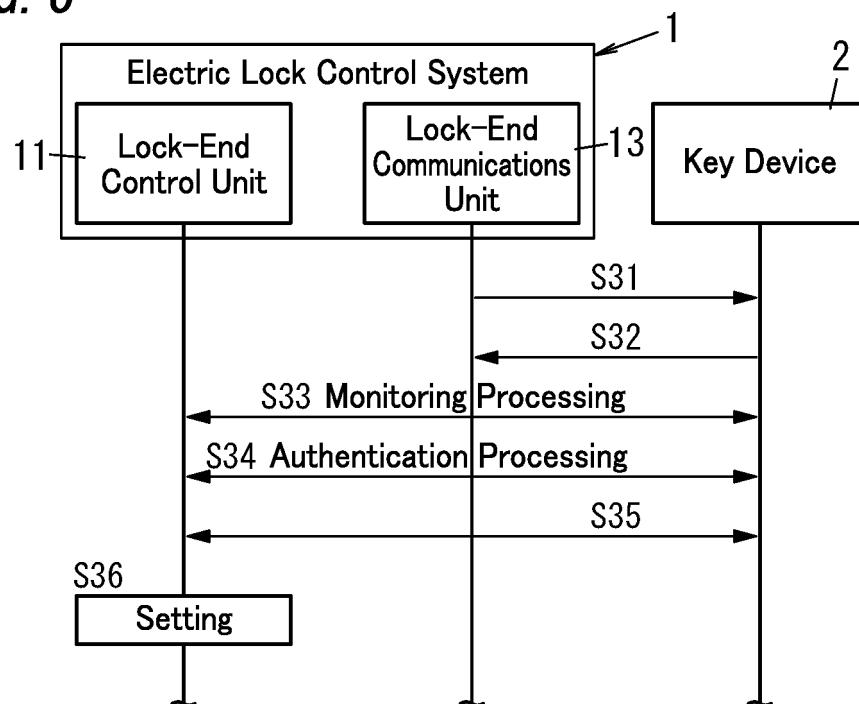 1
Electric Lock Control System
2
11
Lock-End
Control Unit
Lock-End
Communications
Unit
13
Key Device
S31
S32
S33 Monitoring Processing
S34 Authentication Processing
S35
S36
Setting